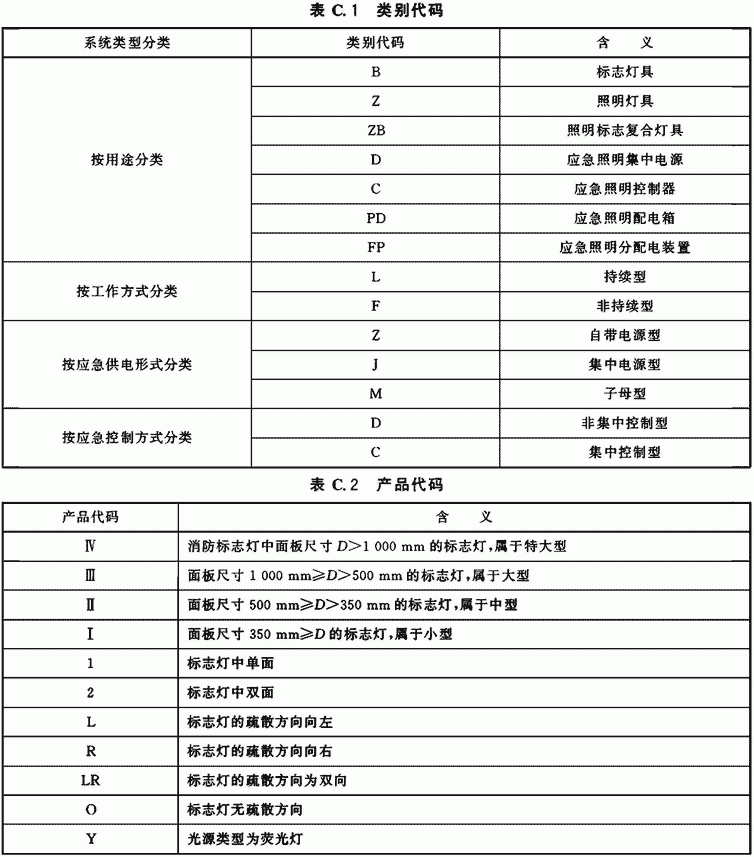 表 C.1 类别代码
系统类型分类 类别代码 含 义
按用途分类
B 标志灯具
Z 照明灯具
ZB 照明标志复合灯具
D 应急照明集中电源
C 应急照明控制器
PD 应急照明配电箱
FP 应急照明分配电装置
按工作方式分类
L 持续型
F 非持续型
按应急供电形式分类
Z 自带电源型
J 集中电源型
M 子母型
按应急控制方式分类
D 非集中控制型
C 集中控制型
表 C.2 产品代码
产品代码 含 义
Ⅳ 消防标志灯中面板尺寸 D>1 000 mm 的标志灯,属于特大型
Ⅲ 面板尺寸 1 000 mm≥D>500 mm 的标志灯,属于大型
Ⅱ 面板尺寸 500 mm≥D>350 mm 的标志灯,属于中型
Ⅰ 面板尺寸 350 mm≥D 的标志灯,属于小型
1 标志灯中单面
2 标志灯中双面
L 标志灯的疏散方向向左
R 标志灯的疏散方向向右
LR 标志灯的疏散方向为双向
O 标志灯无疏散方向
Y 光源类型为荧光灯